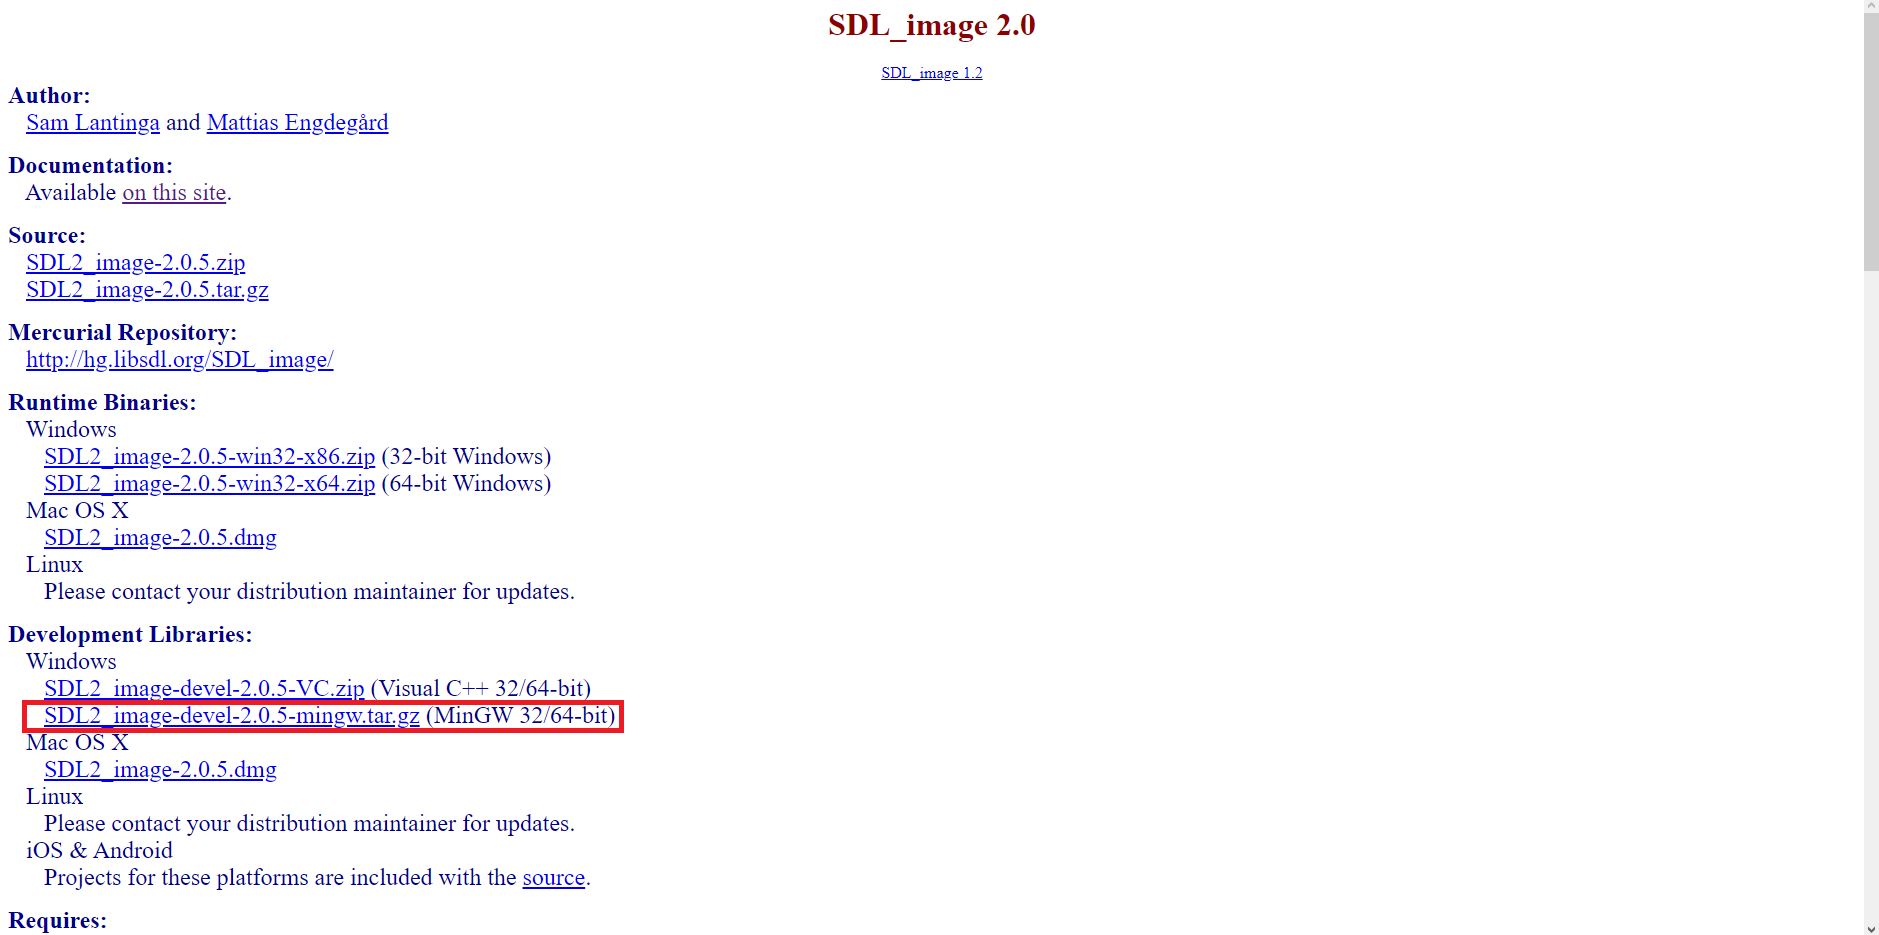 SDL_image 2.0
SDL_image 1.2
Author:
Sam Lantinga and Mattias Engdegård
Documentation:
Available on this site.
Source:
SDL2_image-2.0.5.zip
SDL2_image-2.0.5.tar.gz
Mercurial Repository:
http://hg.libsdl.org/SDL_image/
Runtime Binaries:
Windows
SDL2_image-2.0.5-win32-x86.zip (32-bit Windows)
SDL2_image-2.0.5-win32-x64.zip (64-bit Windows)
Mac OS X
SDL2_image-2.0.5.dmg
Linux
Please contact your distribution maintainer for updates.
Development Libraries:
Windows
SDL2_image-devel-2.0.5-VC.zip (Visual C++ 32/64-bit)
SDL2_image-devel-2.0.5-mingw.tar.gz (MinGW 32/64-bit)
Mac OS X
SDL2_image-2.0.5.dmg
Linux
Please contact your distribution maintainer for updates.
iOS & Android
Projects for these platforms are included with the source.
Requires: